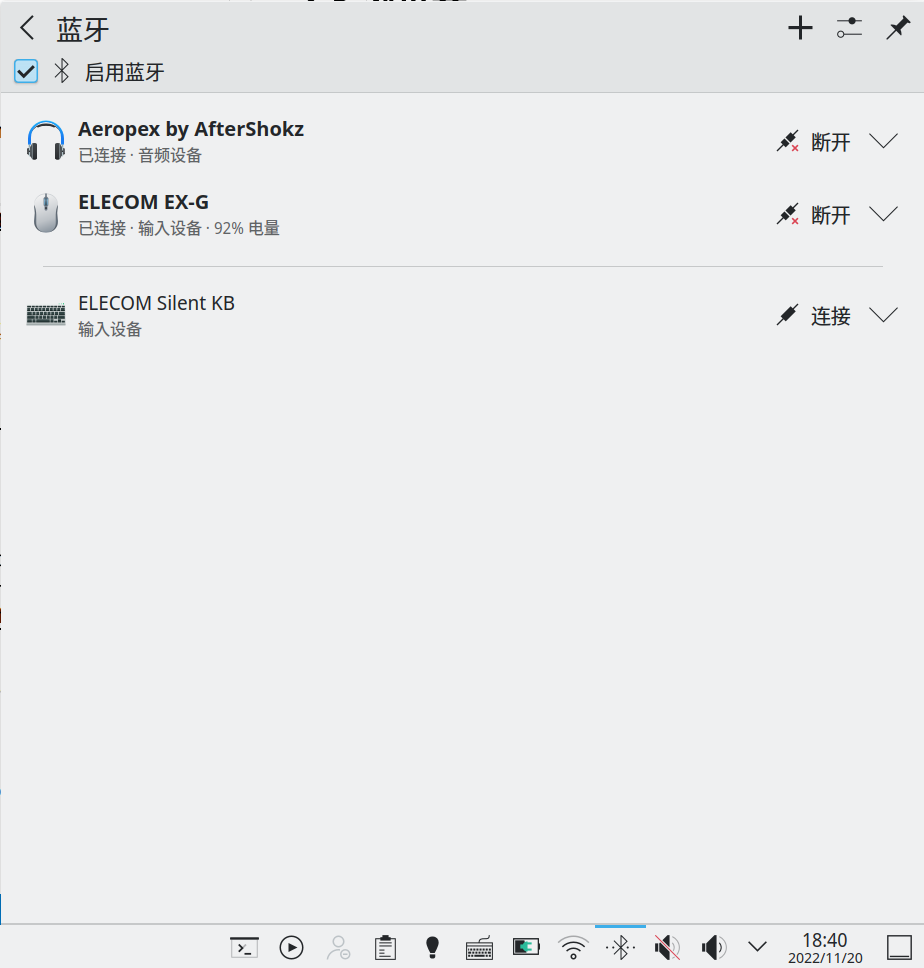 蓝牙
启用蓝牙
Aeropex by AfterShokz
已连接 · 音频设备
断开
ELECOM EX-G
已连接 · 输入设备 · 92% 电量
断开
ELECOM Silent KB
输入设备
连接
18:40
2022/11/20